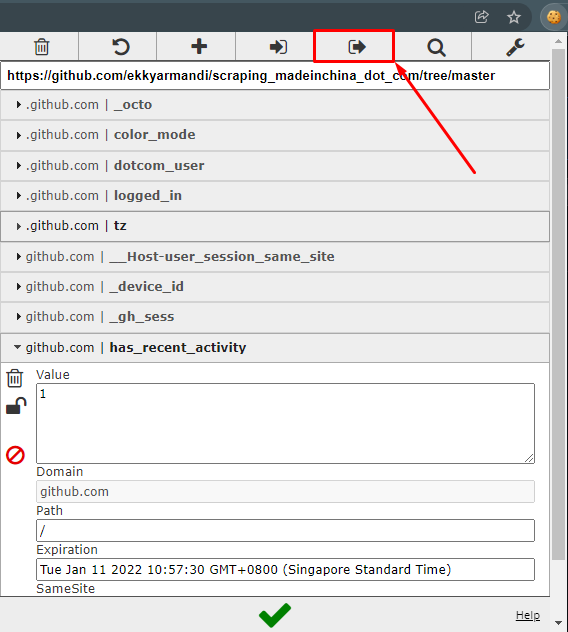 https://github.com/ekkyarmandi/scraping_madeinchina_dot_com/tree/master
.github.com | _octo
.github.com | color_mode
.github.com | dotcom_user
.github.com | logged_in
.github.com | tz
github.com | __Host-user_session_same_site
github.com | _device_id
github.com | _gh_sess
github.com | has_recent_activity
Value
1
Domain
github.com
Path
/
Expiration
Tue Jan 11 2022 10:57:30 GMT+0800 (Singapore Standard Time)
SameSite
Help